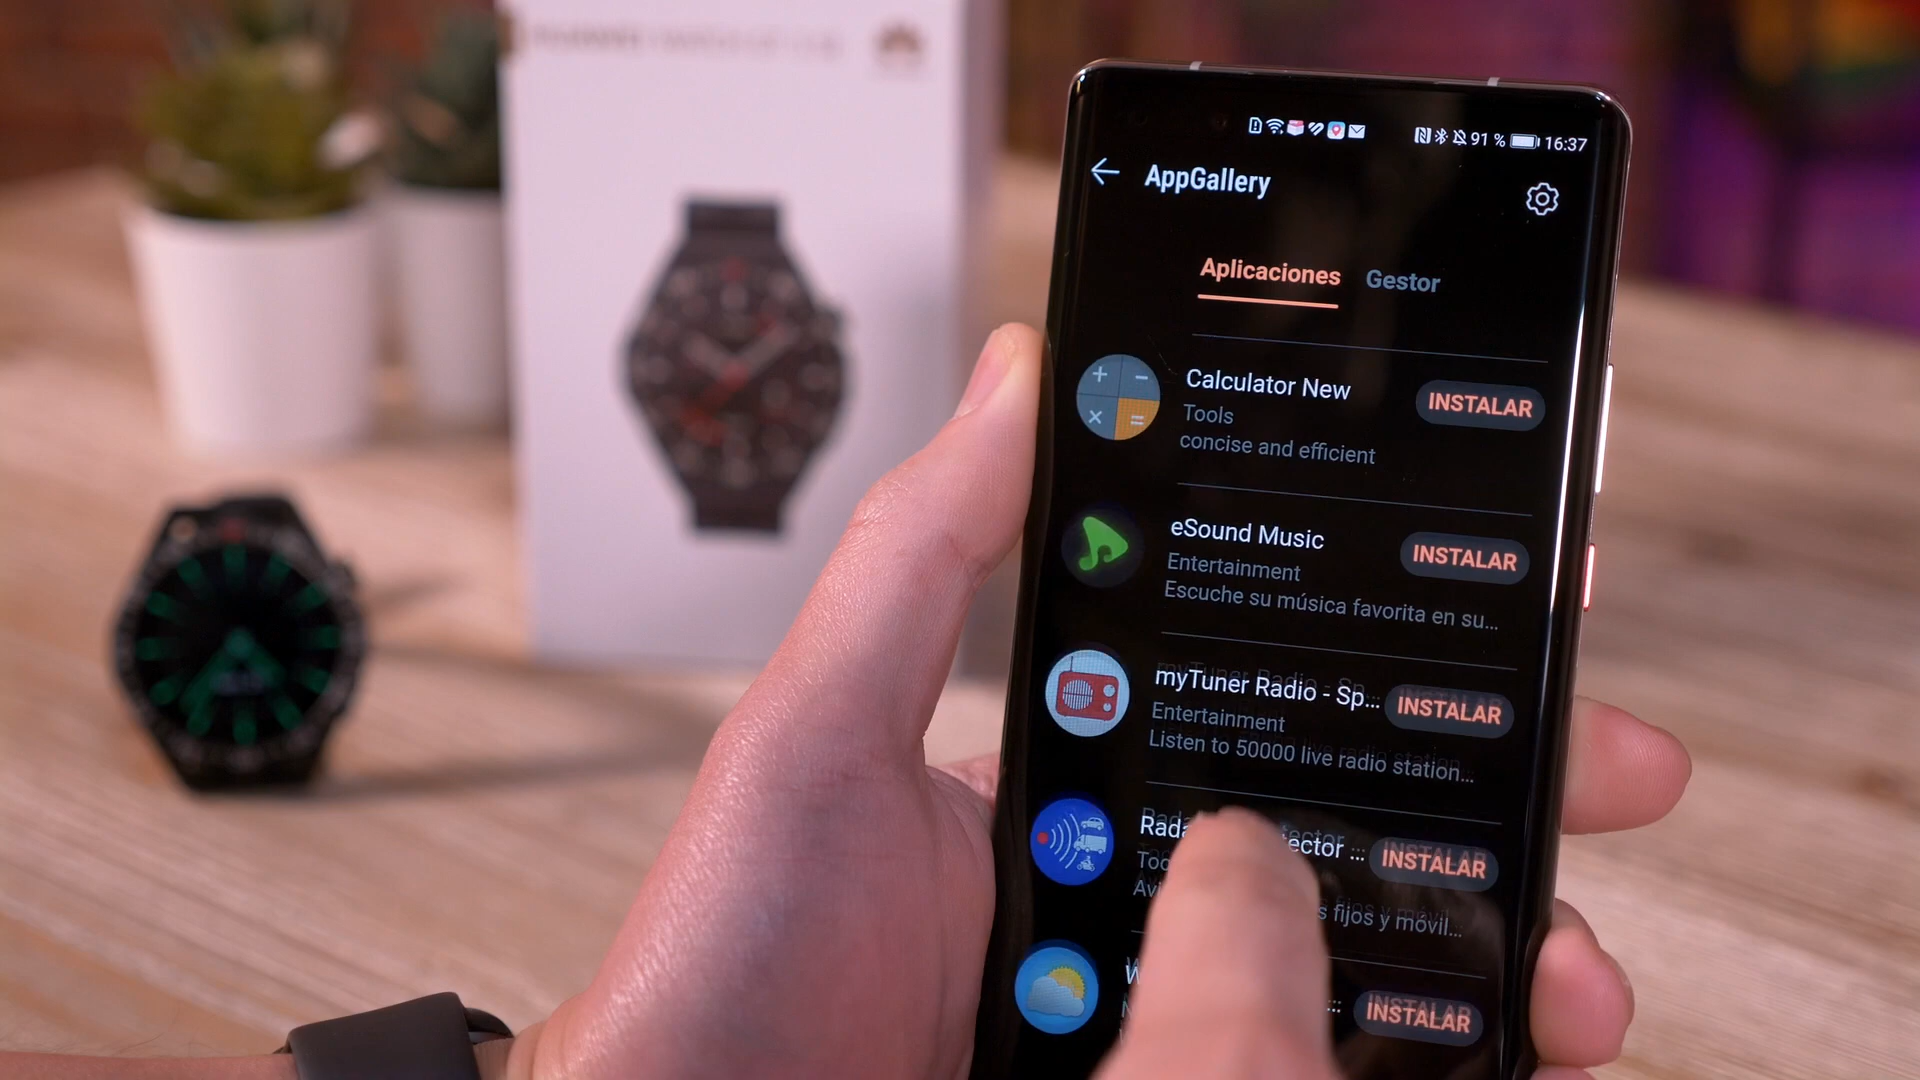 91 % 16:37
AppGallery
Aplicaciones Gestor
Calculator New
Tools
concise and efficient
INSTALAR
eSound Music
Entertainment
Escuche su música favorita en su...
INSTALAR
myTuner Radio - Sp...
Entertainment
Listen to 50000 live radio station...
INSTALAR
ector ...
fijos y móvil...
INSTALAR
INSTALAR